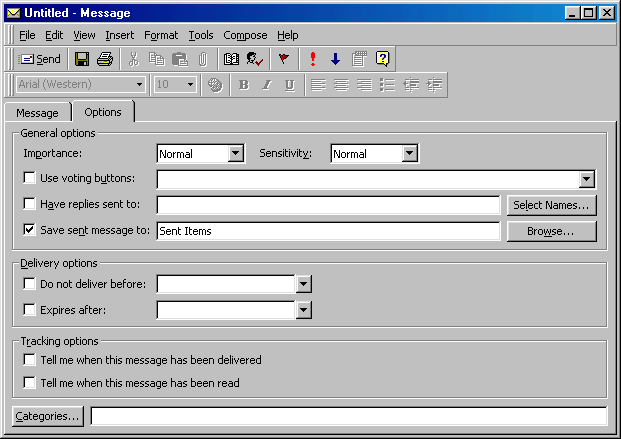 Untitled - Message
File Edit View Insert Format Tools Compose Help
Send
Arial (Western) 10 B I U
Message Options
General options
Importance: Normal Sensitivity: Normal
Use voting buttons:
Have replies sent to: Select Names...
Save sent message to: Sent Items Browse...
Delivery options
Do not deliver before:
Expires after:
Tracking options
Tell me when this message has been delivered
Tell me when this message has been read
Categories...